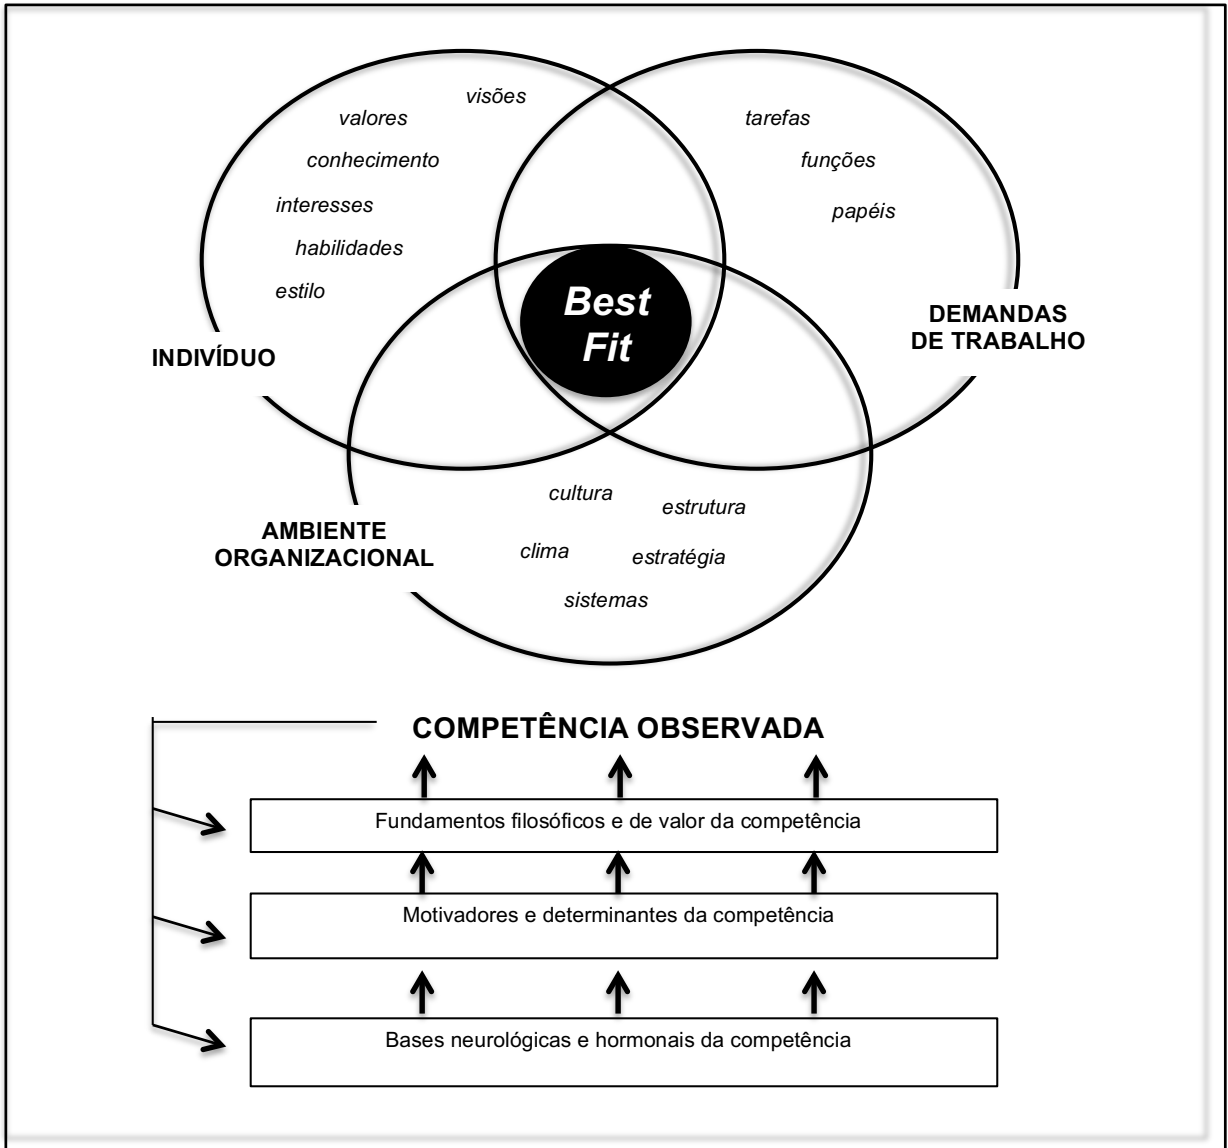 visões
valores
conhecimento
interesses
habilidades
estilo
INDIVÍDUO
tarefas
funções
papéis
DEMANDAS
DE TRABALHO
Best
Fit
AMBIENTE
ORGANIZACIONAL
cultura
estrutura
clima
estratégia
sistemas
COMPETÊNCIA OBSERVADA
Fundamentos filosóficos e de valor da competência
Motivadores e determinantes da competência
Bases neurológicas e hormonais da competência